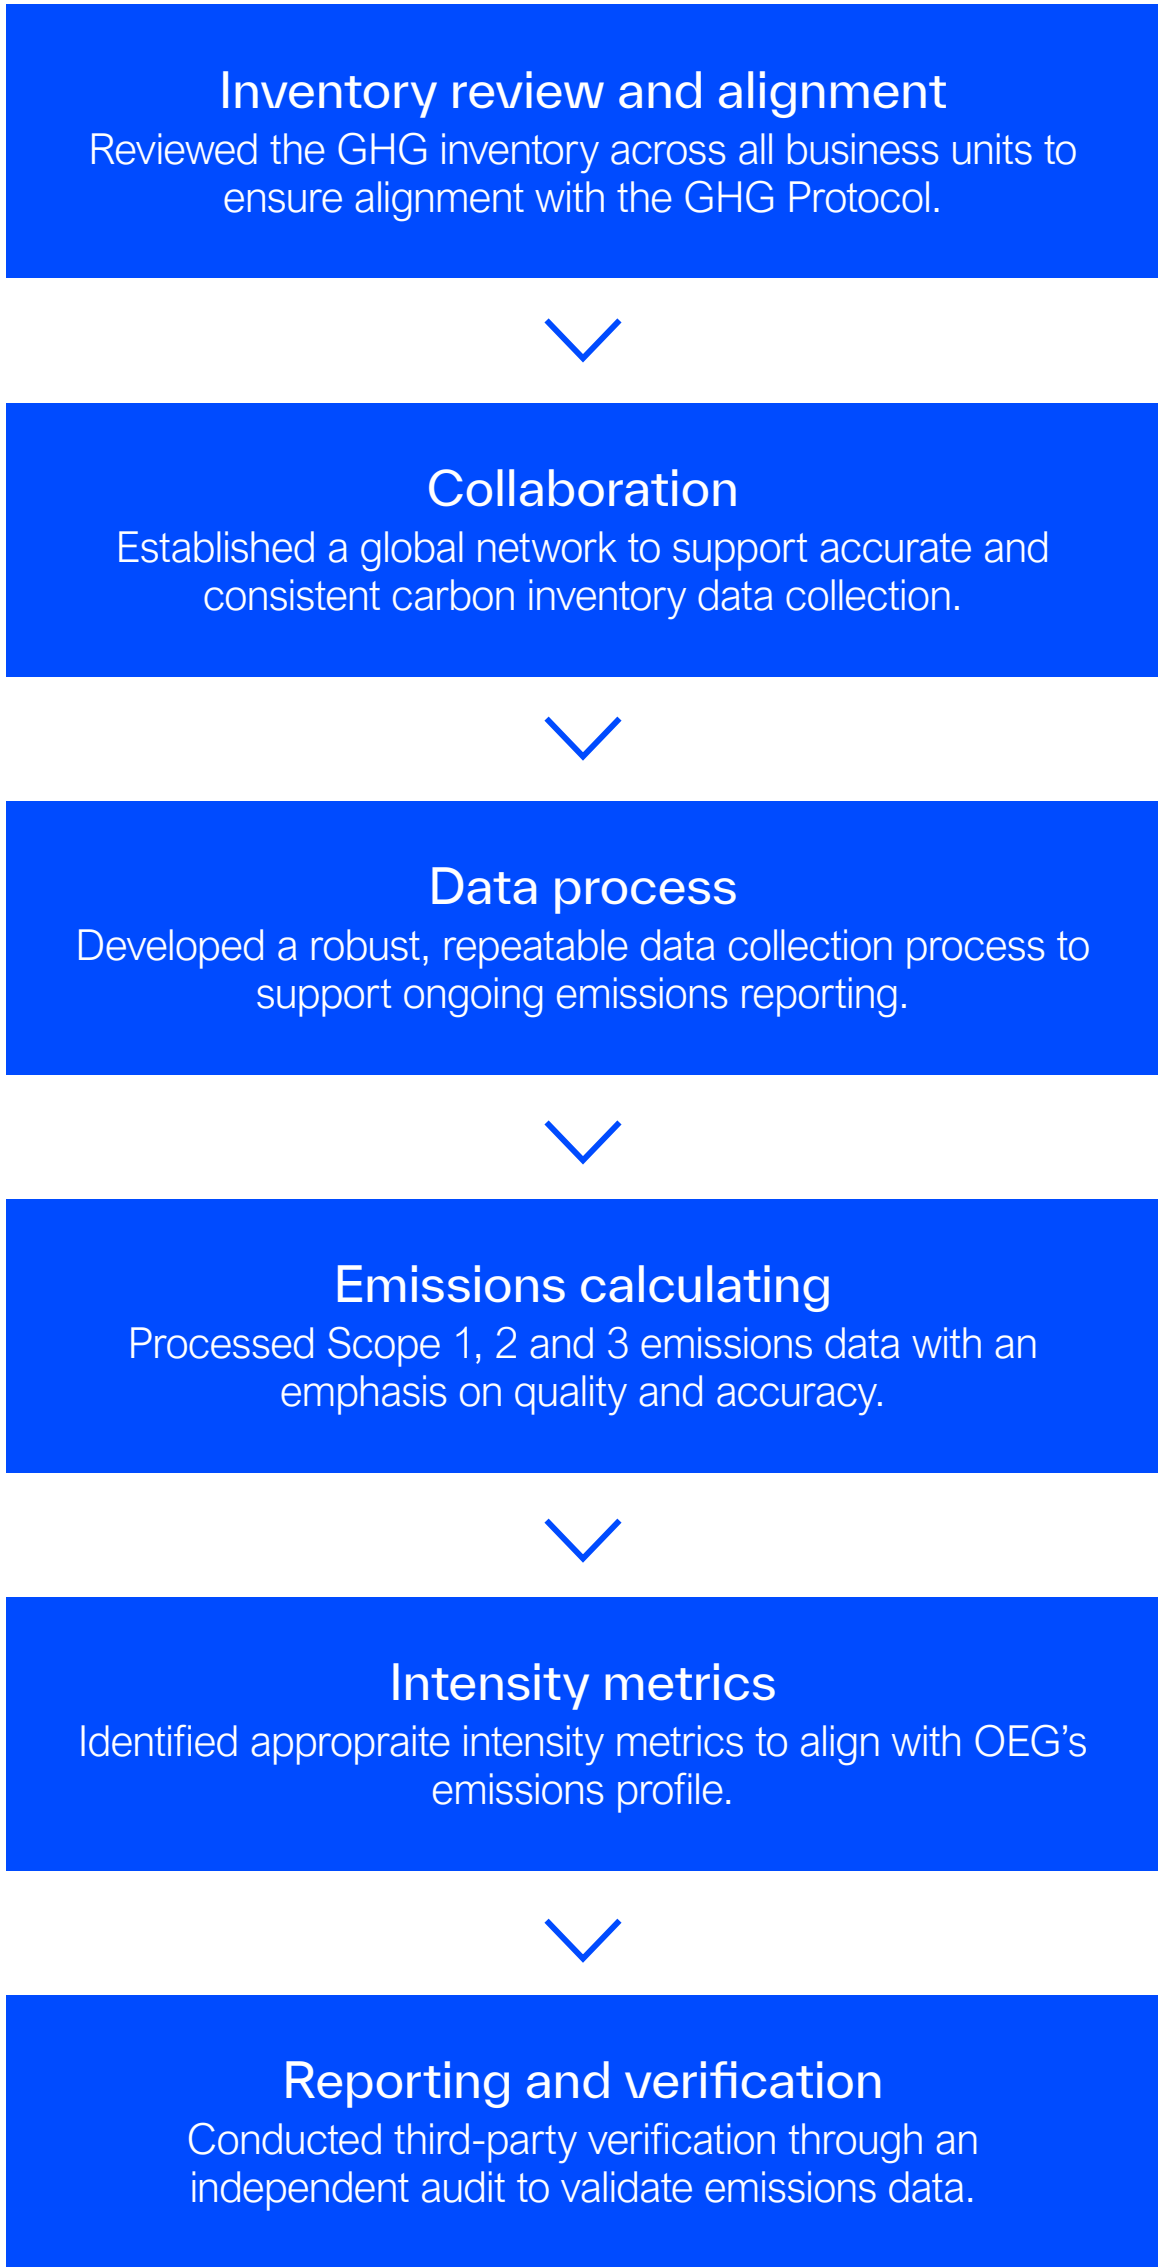 Inventory review and alignment
Reviewed the GHG inventory across all business units to
ensure alignment with the GHG Protocol.
Collaboration
Established a global network to support accurate and
consistent carbon inventory data collection.
Data process
Developed a robust, repeatable data collection process to
support ongoing emissions reporting.
Emissions calculating
Processed Scope 1, 2 and 3 emissions data with an
emphasis on quality and accuracy.
Intensity metrics
Identified appropraite intensity metrics to align with OEG’s
emissions profile.
Reporting and verification
Conducted third-party verification through an
independent audit to validate emissions data.